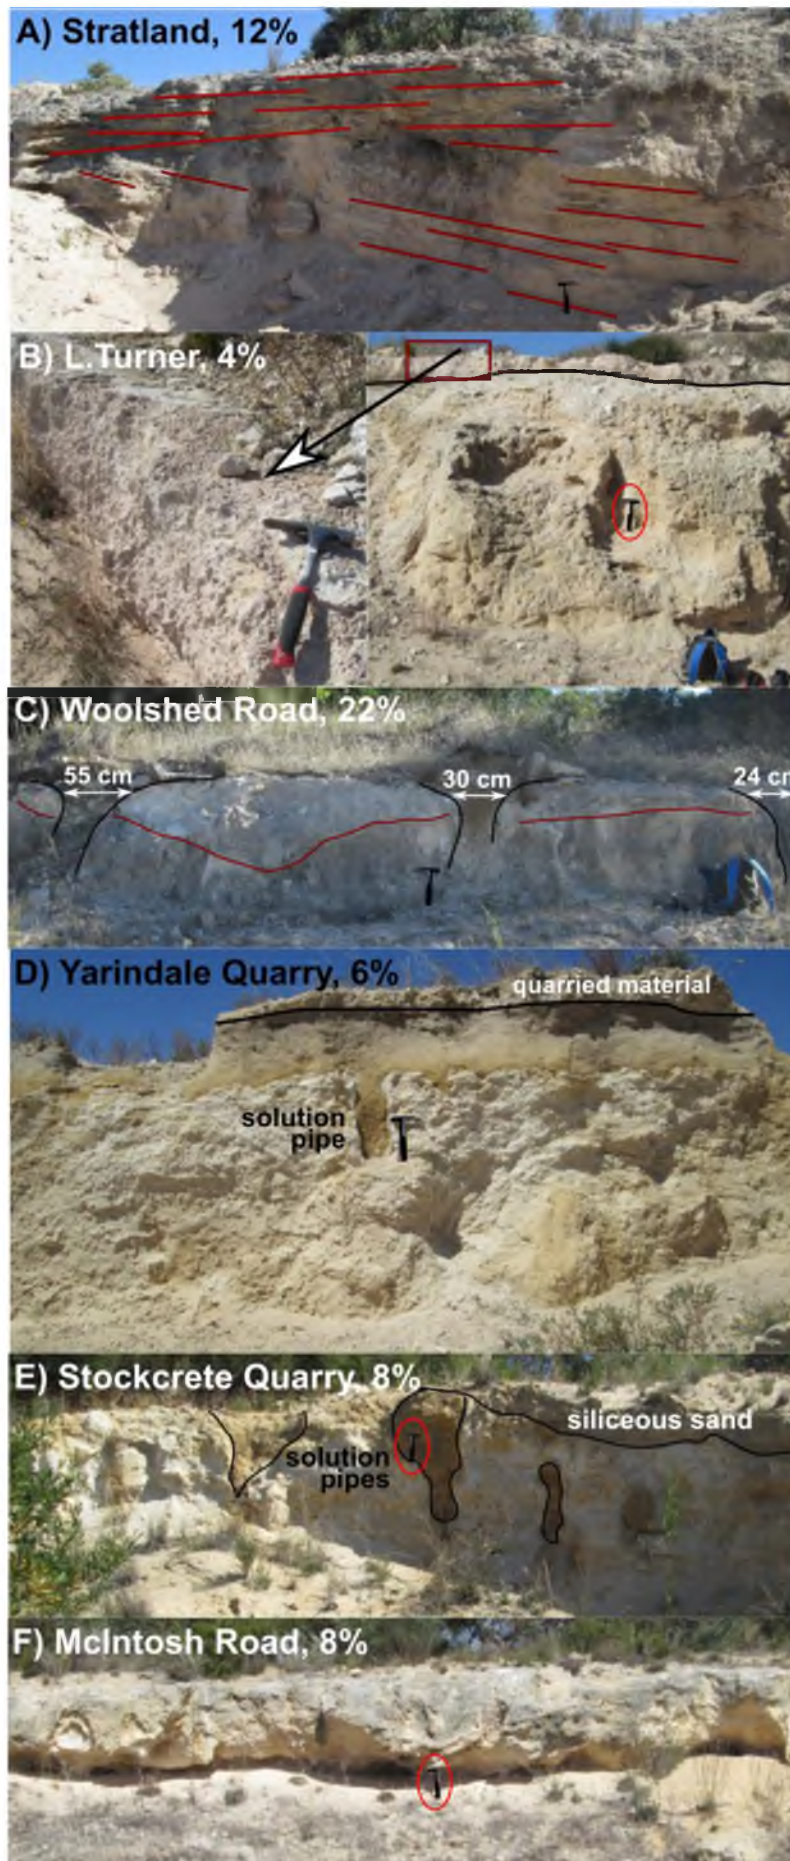 A) Stratland, 12%
B) L.Turner, 4%
C) Woolshed Road, 22%
55 cm
30 cm
24 c
D) Yarindale Quarry, 6%
quarried material
solution
pipe
E) Stockcrete Quarry, 8%
siliceous sand
solution
pipes
F) McIntosh Road, 8%